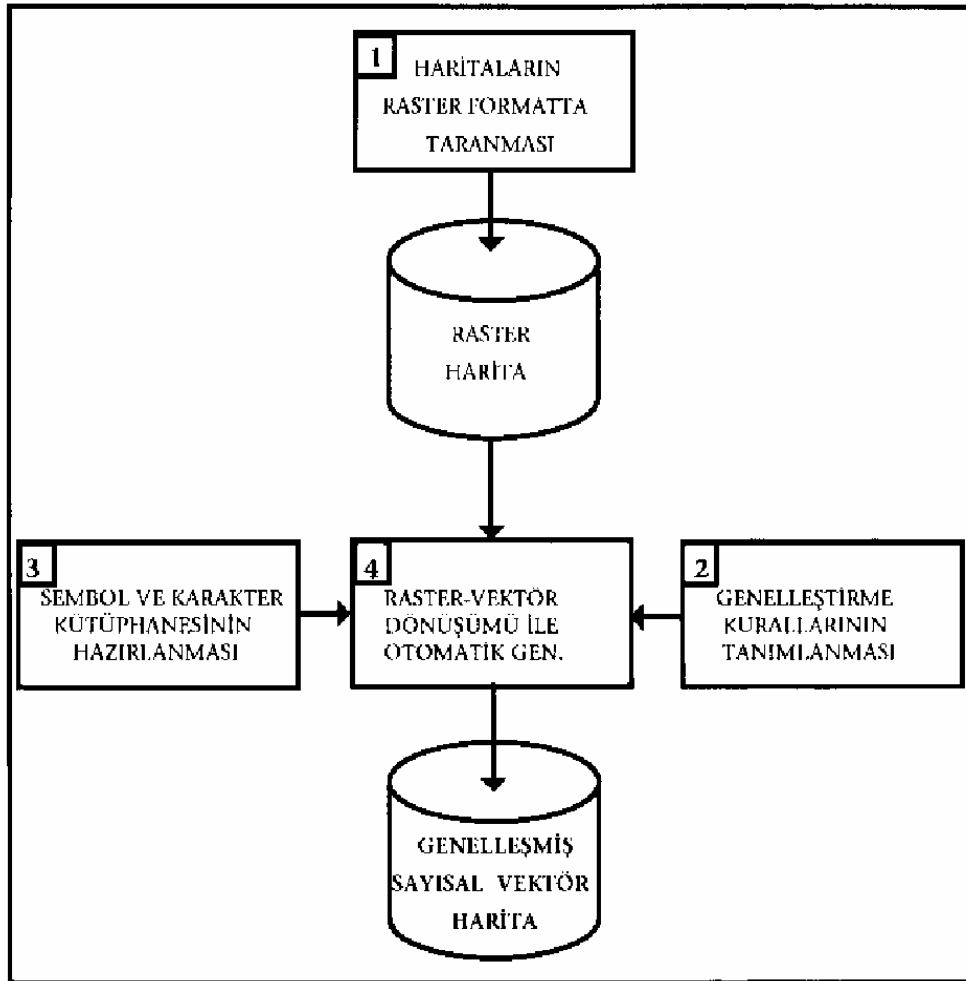 1
HARİTALARIN
RASTER FORMATTA
TARANMASI
RASTER
HARİTA
3
SEMBOL VE KARAKTER
KÜTÜPHANESİNİN
HAZIRLANMASI
4
RASTER-VEKTÖR
DÖNÜŞÜMÜ İLE
OTOMATİK GEN.
2
GENELLEŞTİRME
KURALLARININ
TANIMLANMASI
GENELLEŞMİŞ
SAYISAL VEKTÖR
HARİTA